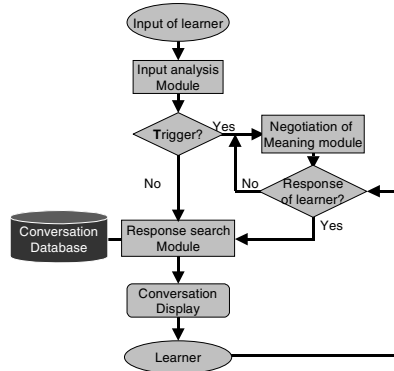 Input of learner
Input analysis
Module
Trigger?
Yes
Negotiation of
Meaning module
No
No
Response
of learner?
Yes
Conversation
Database
Response search
Module
Conversation
Display
Learner